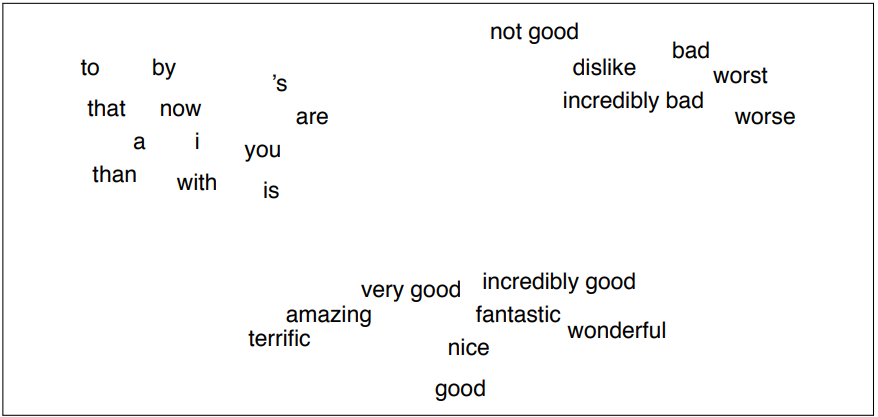 not good
bad
to by dislike worst
's
that now incredibly bad
are worse
a i you
than with is
very good incredibly good
amazing fantastic
terrific wonderful
nice
good